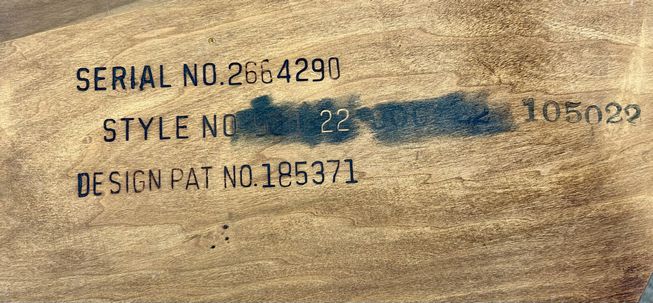 SERIAL NO.2664290
STYLE NO 22 105022
DESIGN PAT NO.185371